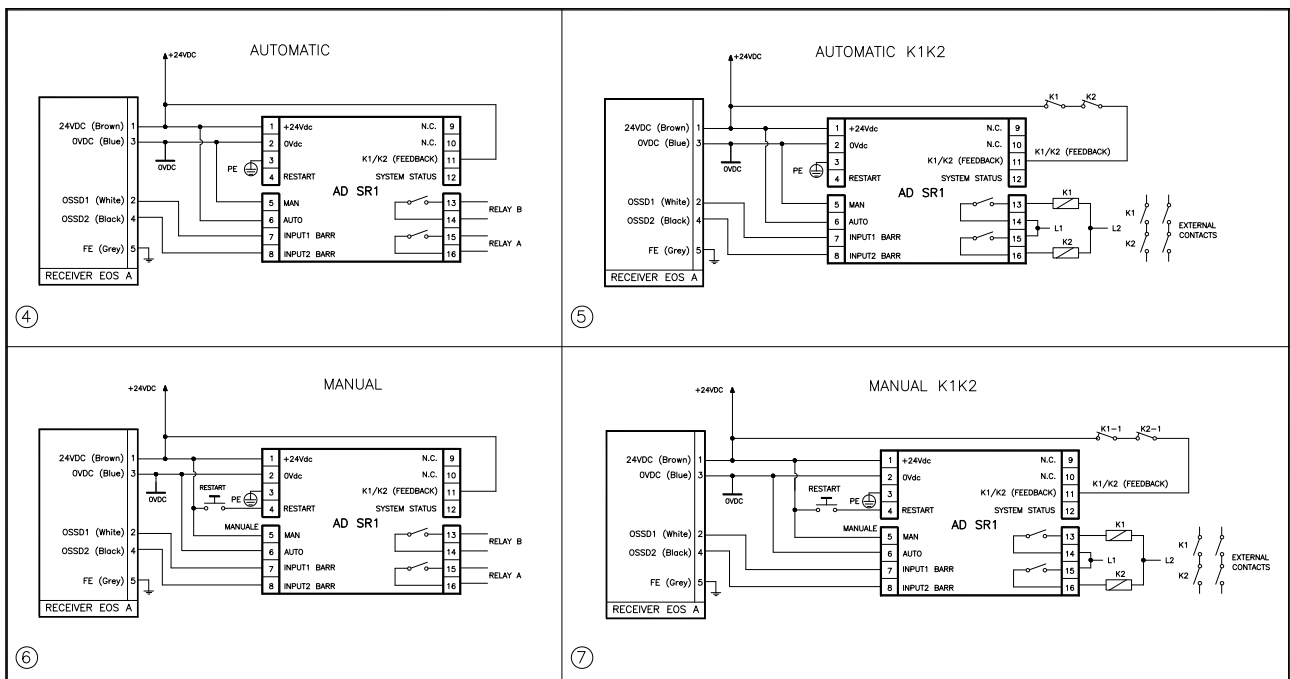 AUTOMATIC
+24VDC
24VDC (Brown) 1
0VDC (Blue) 3
0VDC
OSSD1 (White) 2
OSSD2 (Black) 4
FE (Grey) 5
RECEIVER EOS A
1 +24Vdc N.C. 9
2 0Vdc N.C. 10
PE 3 K1/K2 (FEEDBACK) 11
4 RESTART SYSTEM STATUS 12
AD SR1
5 MAN 13
RELAY B
6 AUTO 14
7 INPUT1 BARR 15
RELAY A
8 INPUT2 BARR 16
4
AUTOMATIC K1K2
+24VDC
K1 K2
24VDC (Brown) 1
0VDC (Blue) 3
0VDC
OSSD1 (White) 2
OSSD2 (Black) 4
FE (Grey) 5
RECEIVER EOS A
1 +24Vdc N.C. 9
2 0Vdc N.C. 10
PE 3 K1/K2 (FEEDBACK) 11 K1/K2 (FEEDBACK)
4 RESTART SYSTEM STATUS 12
AD SR1
K1
5 MAN 13
6 AUTO 14
L1 L2
7 INPUT1 BARR 15
K2
8 INPUT2 BARR 16
K1
K2
EXTERNAL
CONTACTS
5
MANUAL
+24VDC
24VDC (Brown) 1
0VDC (Blue) 3
0VDC
RESTART
OSSD1 (White) 2
OSSD2 (Black) 4
FE (Grey) 5
RECEIVER EOS A
1 +24Vdc N.C. 9
2 0Vdc N.C. 10
PE 3 K1/K2 (FEEDBACK) 11
4 RESTART SYSTEM STATUS 12
AD SR1
MANUALE 5 MAN 13
RELAY B
6 AUTO 14
7 INPUT1 BARR 15
RELAY A
8 INPUT2 BARR 16
6
MANUAL K1K2
+24VDC
K1-1 K2-1
24VDC (Brown) 1
0VDC (Blue) 3
0VDC
RESTART
OSSD1 (White) 2
OSSD2 (Black) 4
FE (Grey) 5
RECEIVER EOS A
1 +24Vdc N.C. 9
2 0Vdc N.C. 10
PE 3 K1/K2 (FEEDBACK) 11 K1/K2 (FEEDBACK)
4 RESTART SYSTEM STATUS 12
AD SR1
K1
MANUALE 5 MAN 13
6 AUTO 14
L1 L2
7 INPUT1 BARR 15
K2
8 INPUT2 BARR 16
K1
K2
EXTERNAL
CONTACTS
7